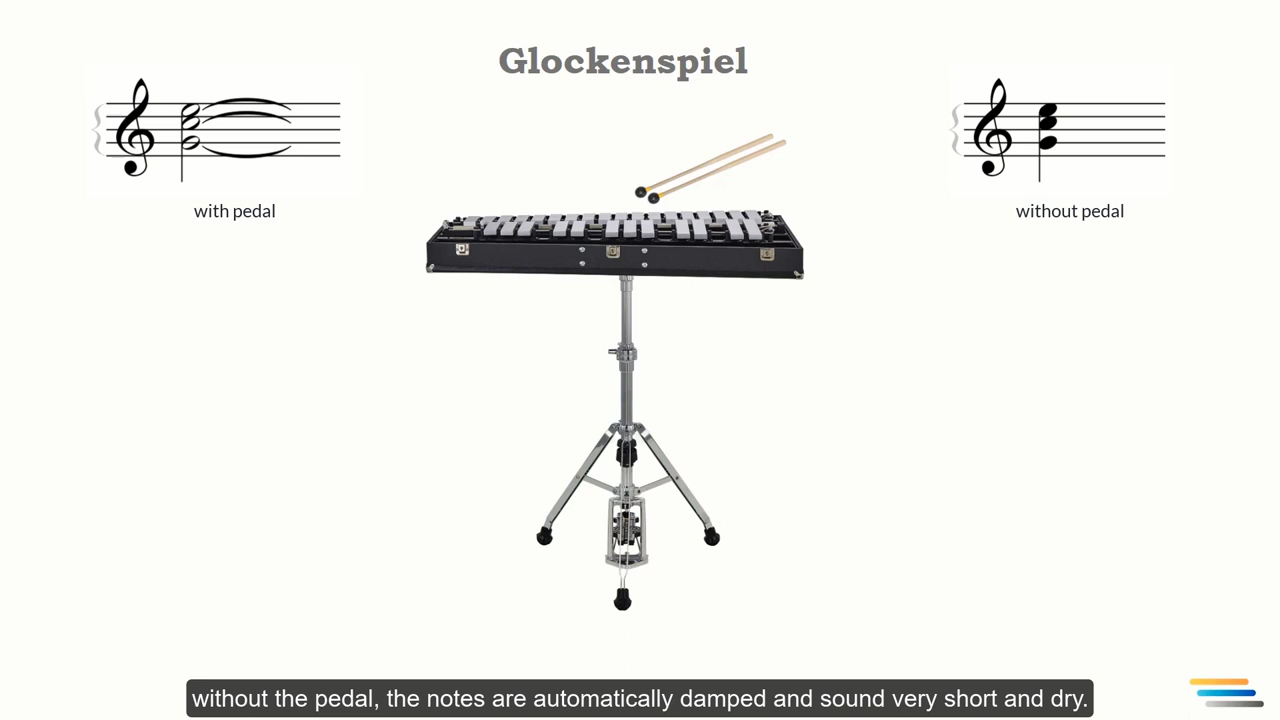 Glockenspiel
with pedal
without pedal
without the pedal, the notes are automatically damped and sound very short and dry.